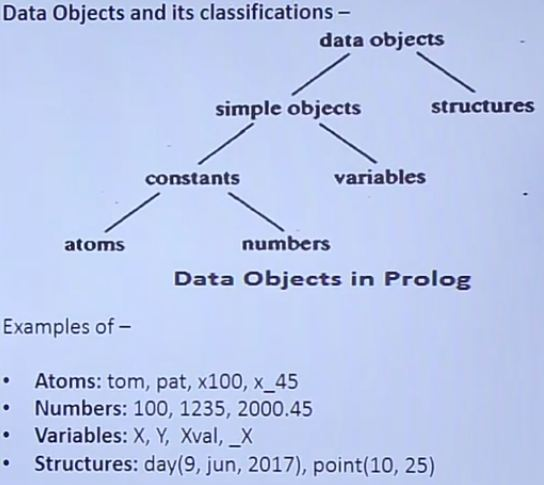 Data Objects and its classifications –
data objects
simple objects structures
constants variables
atoms numbers
Data Objects in Prolog
Examples of –
• Atoms: tom, pat, x100, x_45
• Numbers: 100, 1235, 2000.45
• Variables: X, Y, Xval, _X
• Structures: day(9, jun, 2017), point(10, 25)